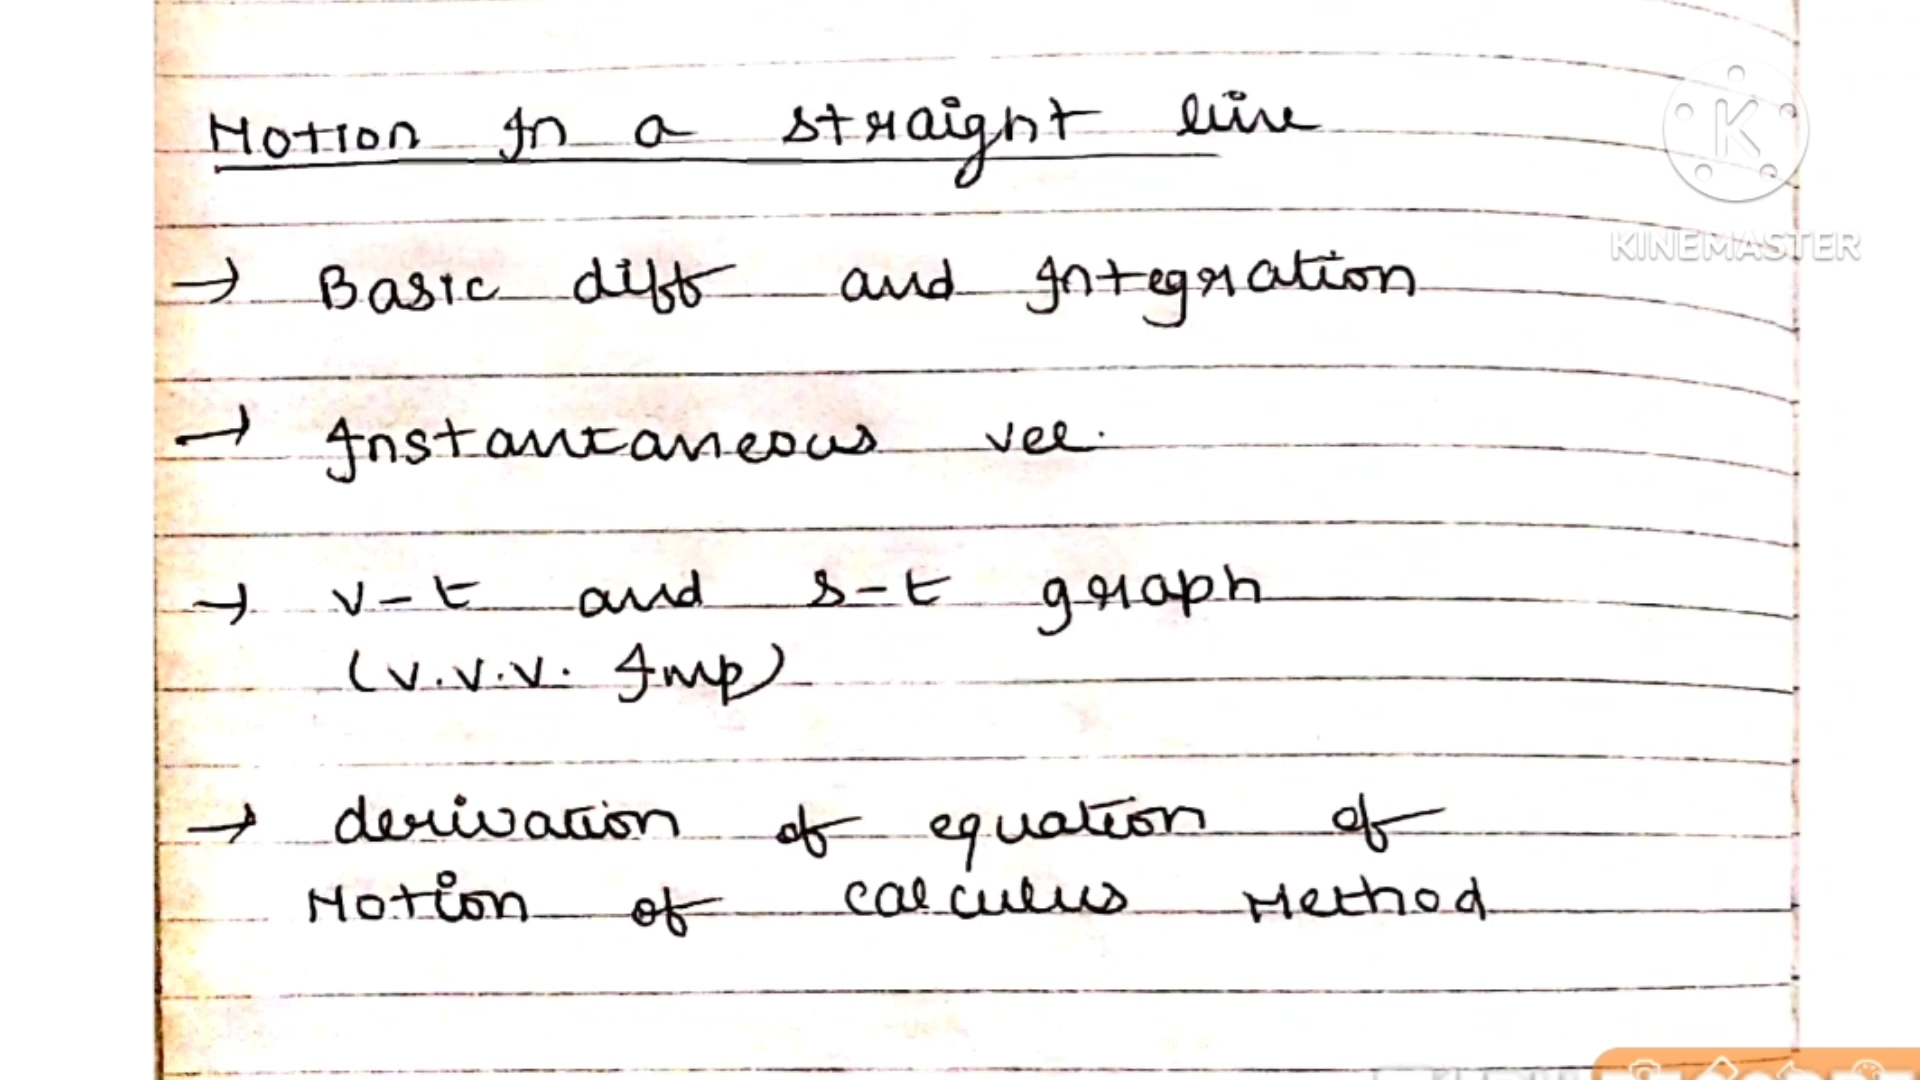 Motion In a straight line
KINEMASTER
→ Basic diff and Integration
→ Instantaneous vel.
→ v-t and s-t graph
(v.v.v. Imp)
→ derivation of equation of
Motion of calculus Method